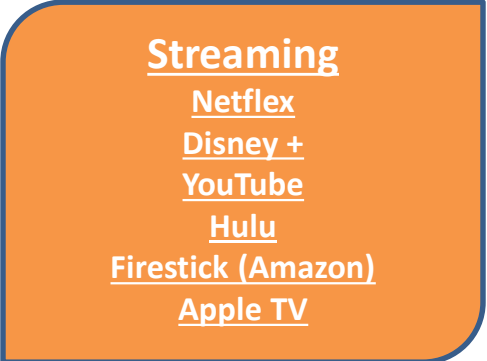 Streaming
Netflex
Disney +
YouTube
Hulu
Firestick (Amazon)
Apple TV